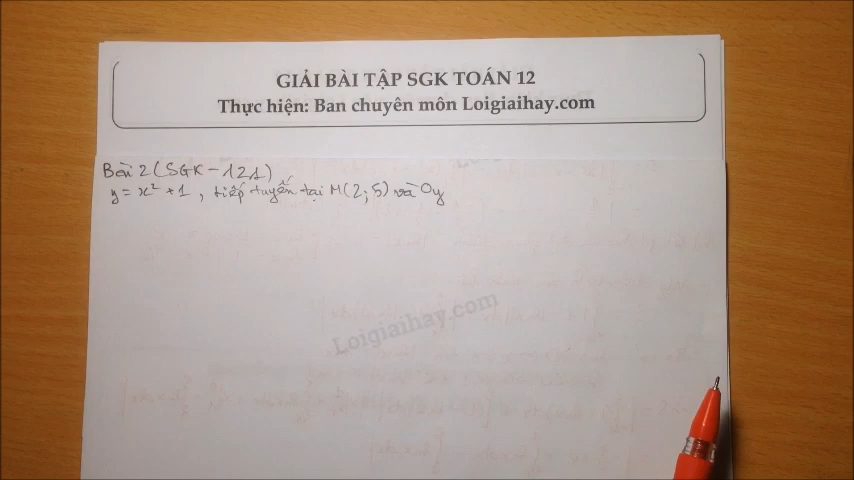 GIẢI BÀI TẬP SGK TOÁN 12
Thực hiện: Ban chuyên môn Loigiaihay.com
Bài 2 (SGK - 121)
y = x² + 1, tiếp tuyến tại M(2; 5) và Oy
Loigiaihay.com